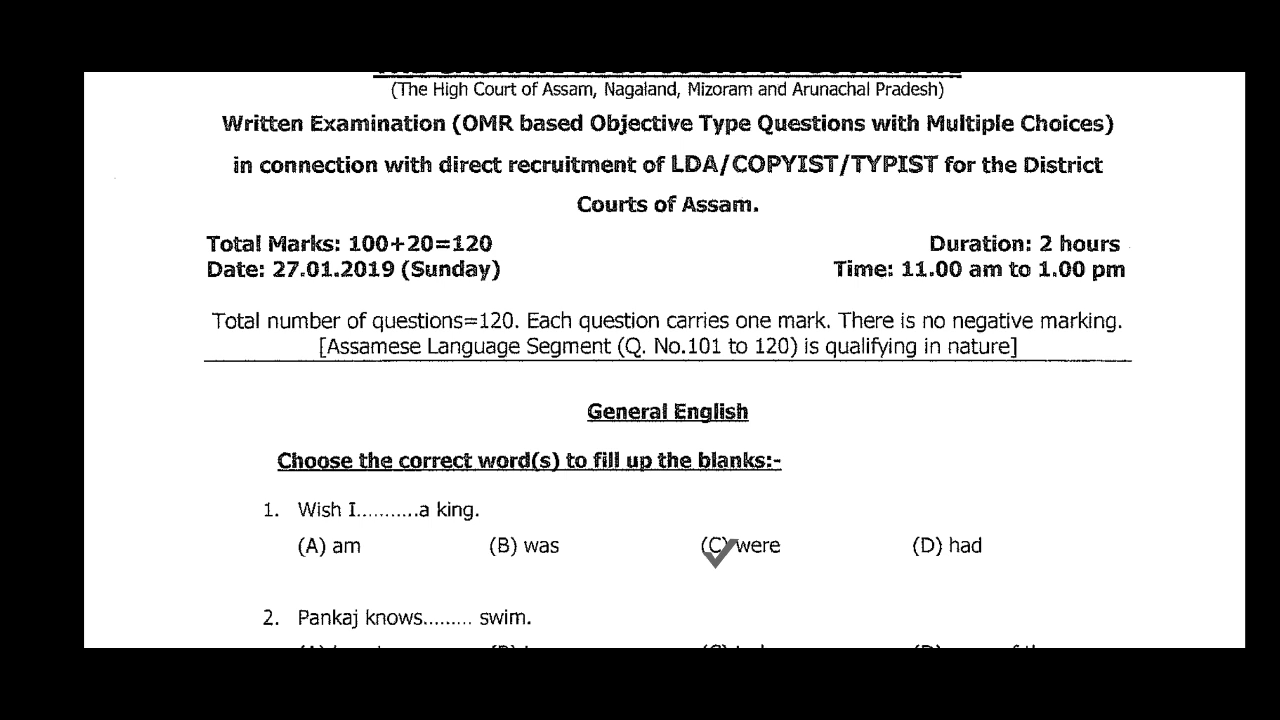 (The High Court of Assam, Nagaland, Mizoram and Arunachal Pradesh)
Written Examination (OMR based Objective Type Questions with Multiple Choices)
in connection with direct recruitment of LDA/COPYIST/TYPIST for the District
Courts of Assam.
Total Marks: 100+20=120 Duration: 2 hours
Date: 27.01.2019 (Sunday) Time: 11.00 am to 1.00 pm
Total number of questions=120. Each question carries one mark. There is no negative marking.
[Assamese Language Segment (Q. No.101 to 120) is qualifying in nature]
General English
Choose the correct word(s) to fill up the blanks:-
1. Wish I...........a king.
(A) am (B) was (C) were (D) had
2. Pankaj knows......... swim.